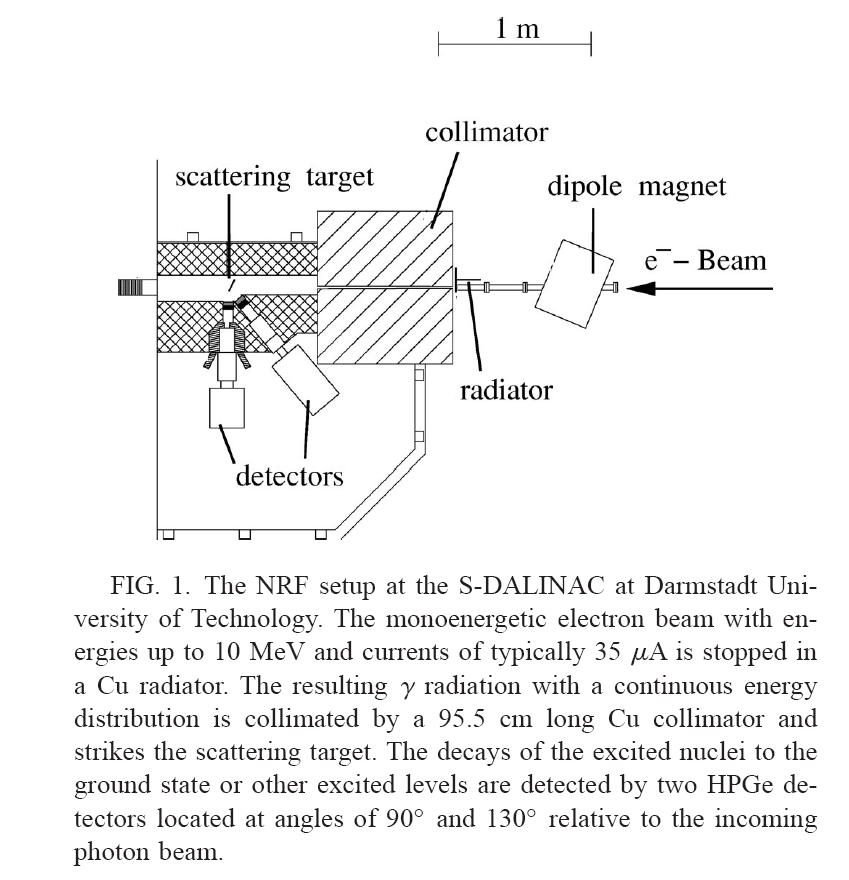 1 m
collimator
scattering target
dipole magnet
e⁻ – Beam
radiator
detectors
FIG. 1. The NRF setup at the S-DALINAC at Darmstadt Uni-
versity of Technology. The monoenergetic electron beam with en-
ergies up to 10 MeV and currents of typically 35 μA is stopped in
a Cu radiator. The resulting γ radiation with a continuous energy
distribution is collimated by a 95.5 cm long Cu collimator and
strikes the scattering target. The decays of the excited nuclei to the
ground state or other excited levels are detected by two HPGe de-
tectors located at angles of 90° and 130° relative to the incoming
photon beam.